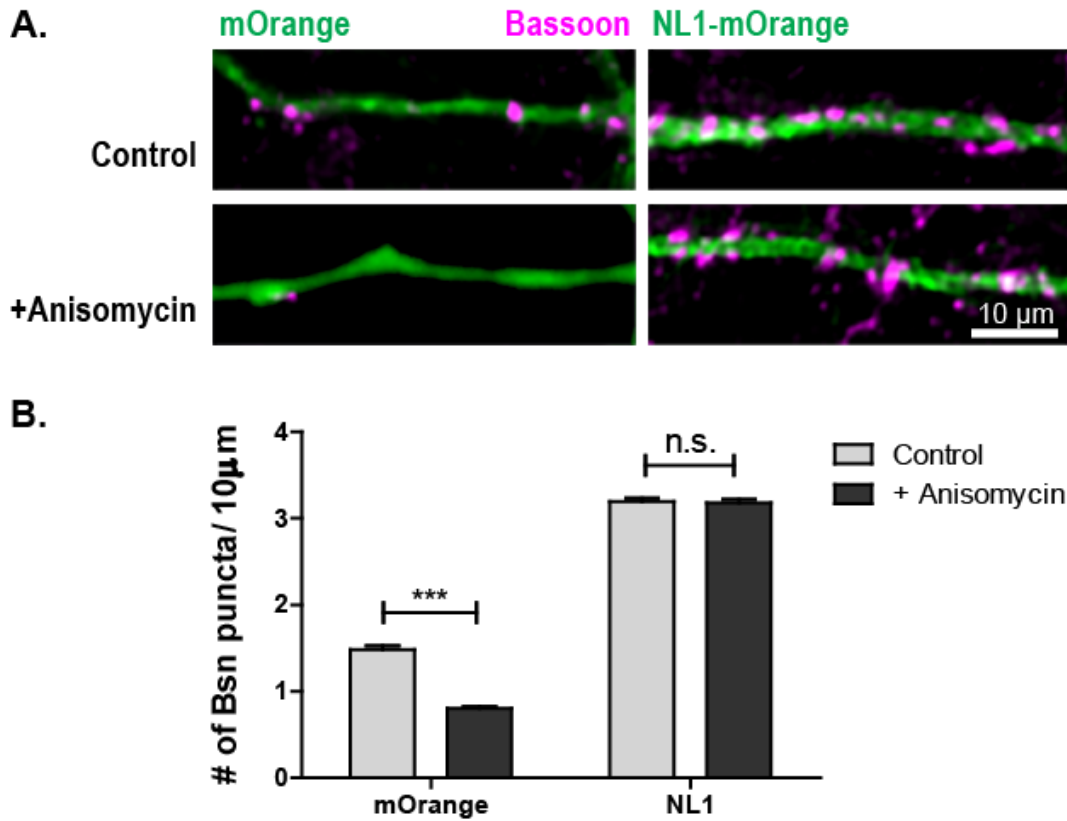 A.
mOrange Bassoon NL1-mOrange
Control
+Anisomycin
10 µm
B.
# of Bsn puncta/ 10µm
4
3
2
1
0
***
n.s.
Control
+ Anisomycin
mOrange NL1